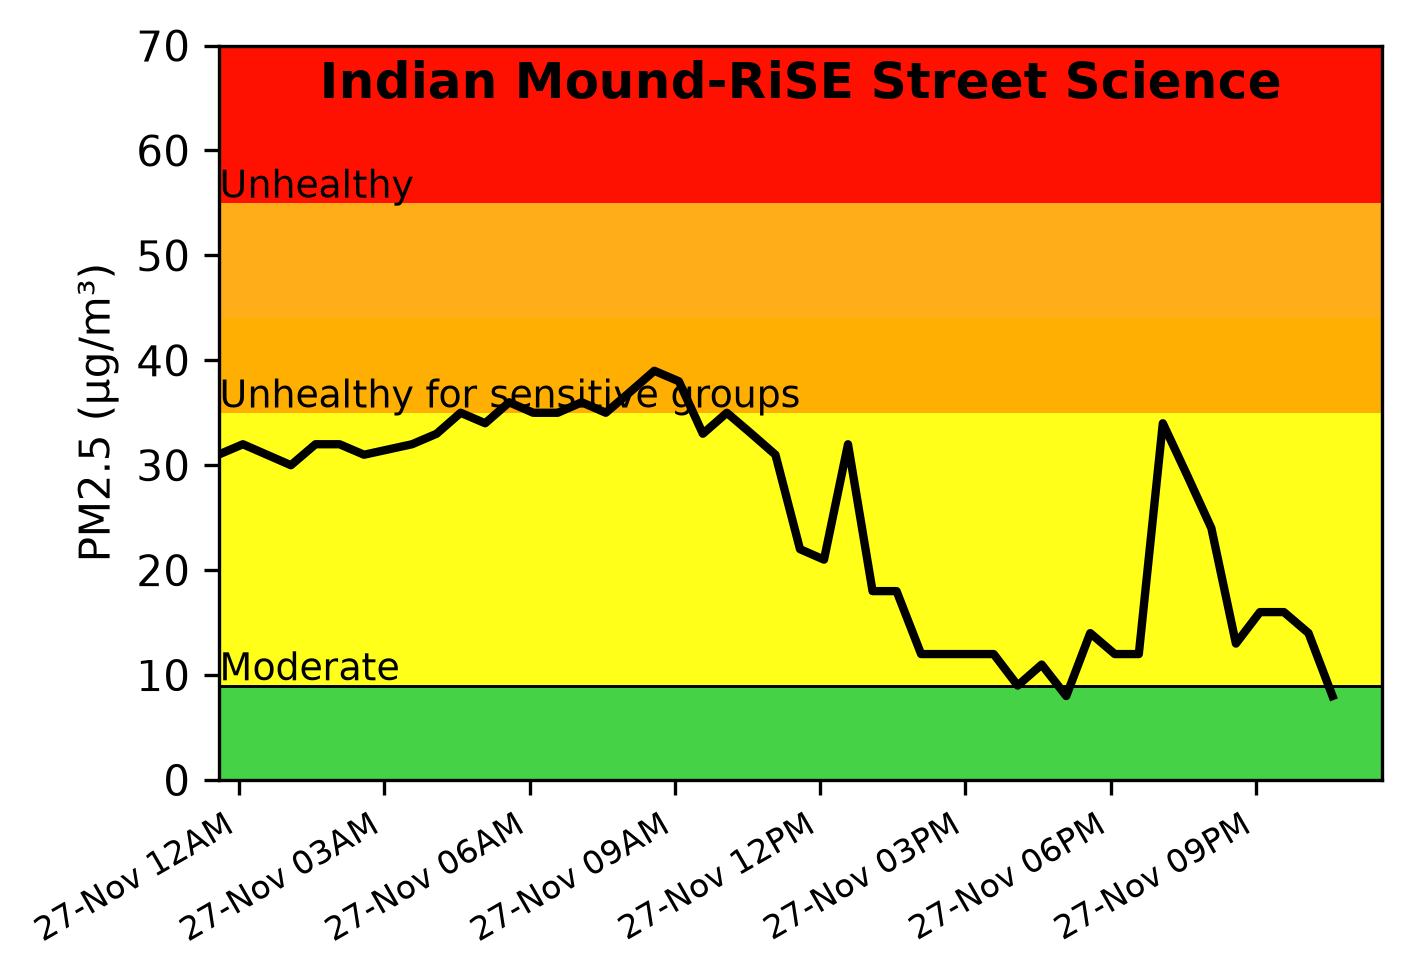 Indian Mound-RiSE Street Science
PM2.5 (µg/m³)
70
60
50
40
30
20
10
0
Unhealthy
Unhealthy for sensitive groups
Moderate
27-Nov 12AM
27-Nov 03AM
27-Nov 06AM
27-Nov 09AM
27-Nov 12PM
27-Nov 03PM
27-Nov 06PM
27-Nov 09PM